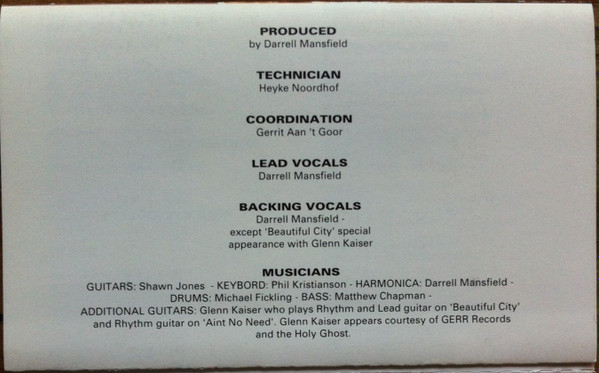 PRODUCED
by Darrell Mansfield
TECHNICIAN
Heyke Noordhof
COORDINATION
Gerrit Aan 't Goor
LEAD VOCALS
Darrell Mansfield
BACKING VOCALS
Darrell Mansfield -
except 'Beautiful City' special
appearance with Glenn Kaiser
MUSICIANS
GUITARS: Shawn Jones - KEYBORD: Phil Kristianson - HARMONICA: Darrell Mansfield -
DRUMS: Michael Fickling - BASS: Matthew Chapman -
ADDITIONAL GUITARS: Glenn Kaiser who plays Rhythm and Lead guitar on 'Beautiful City'
and Rhythm guitar on 'Aint No Need'. Glenn Kaiser appears courtesy of GERR Records
and the Holy Ghost.